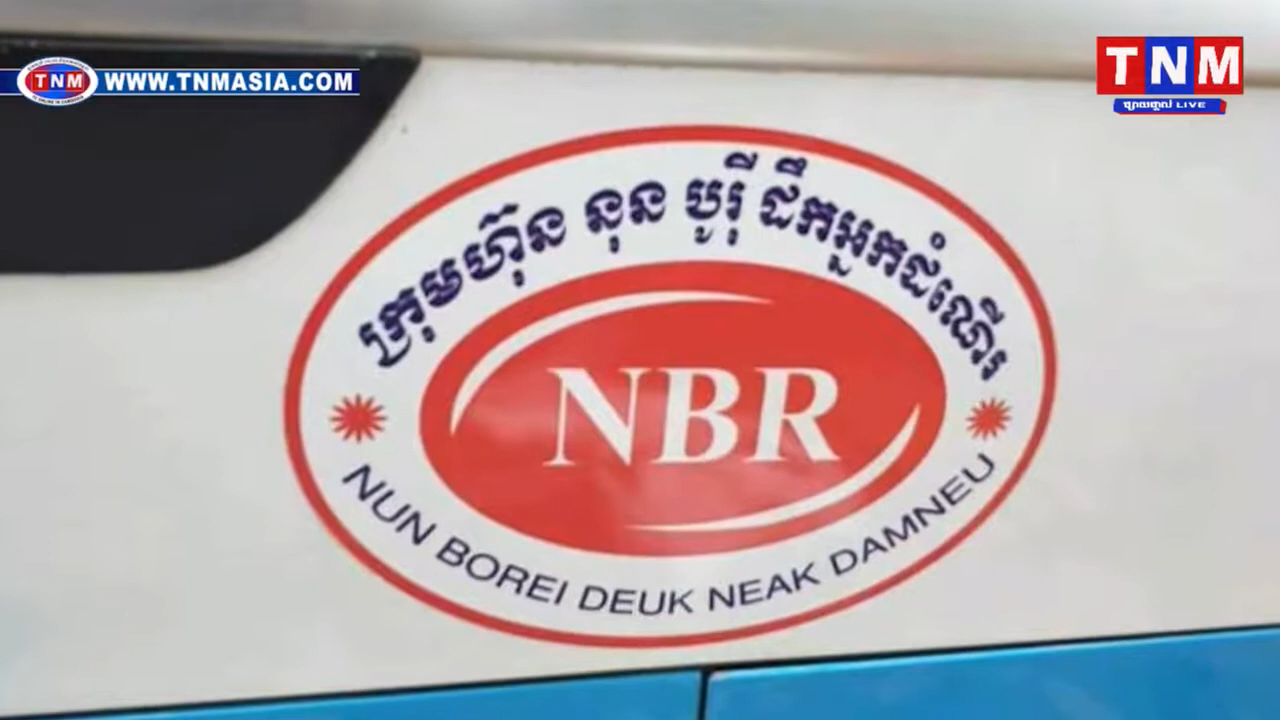 TNM WWW.TNMASIA.COM
TNM
ផ្សាយផ្ទាល់ LIVE
ក្រុមហ៊ុន នុន បូរ៉ី ដឹកអ្នកដំណើរ
NBR
NUN BOREI DEUK NEAK DAMNEU